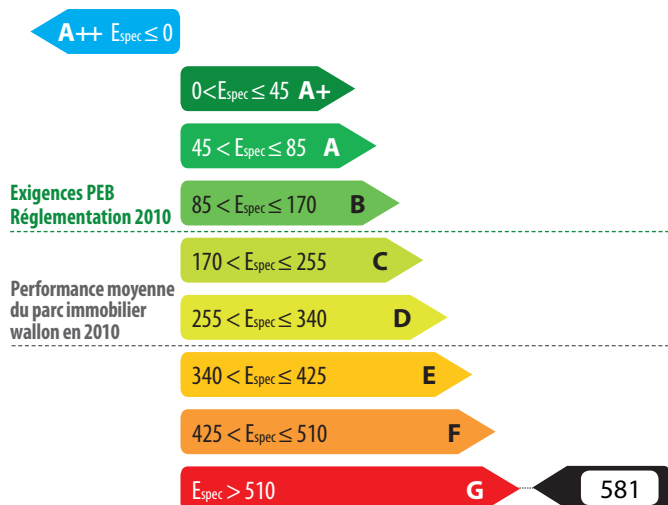 A++ Espec ≤ 0
0<Espec ≤ 45 A+
45 < Espec ≤ 85 A
Exigences PEB
Réglementation 2010
85 < Espec ≤ 170 B
170 < Espec ≤ 255 C
Performance moyenne
du parc immobilier
wallon en 2010
255 < Espec ≤ 340 D
340 < Espec ≤ 425 E
425 < Espec ≤ 510 F
Espec > 510 G 581